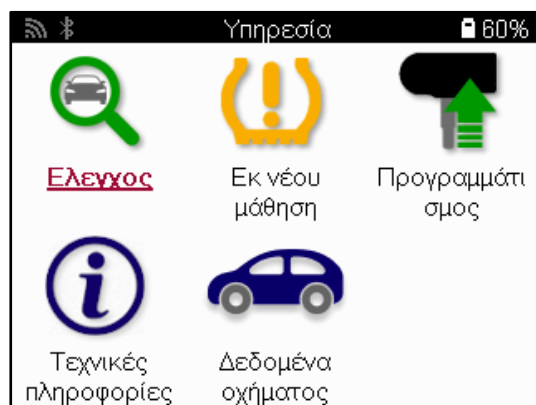 Υπηρεσία 60%
Ελεγχος
Εκ νέου
μάθηση
Προγραμμάτι
σμος
Τεχνικές
πληροφορίες
Δεδομένα
οχήματος